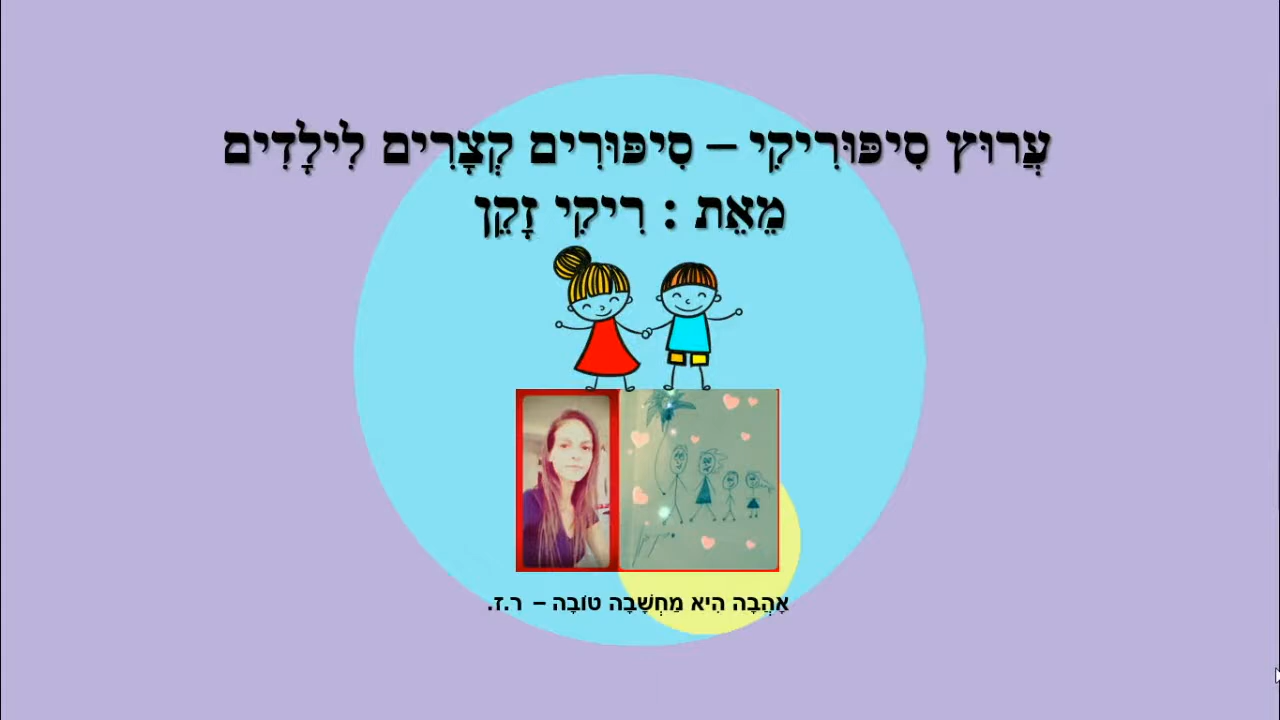 עֲרוּץ סִיפּוּרִיקִי – סִיפּוּרִים קְצָרִים לִילָדִים
מֵאֵת : רִיקִי זָקֵן
אָהֲבָה הִיא מַחְשָׁבָה טוֹבָה – ר.ז.